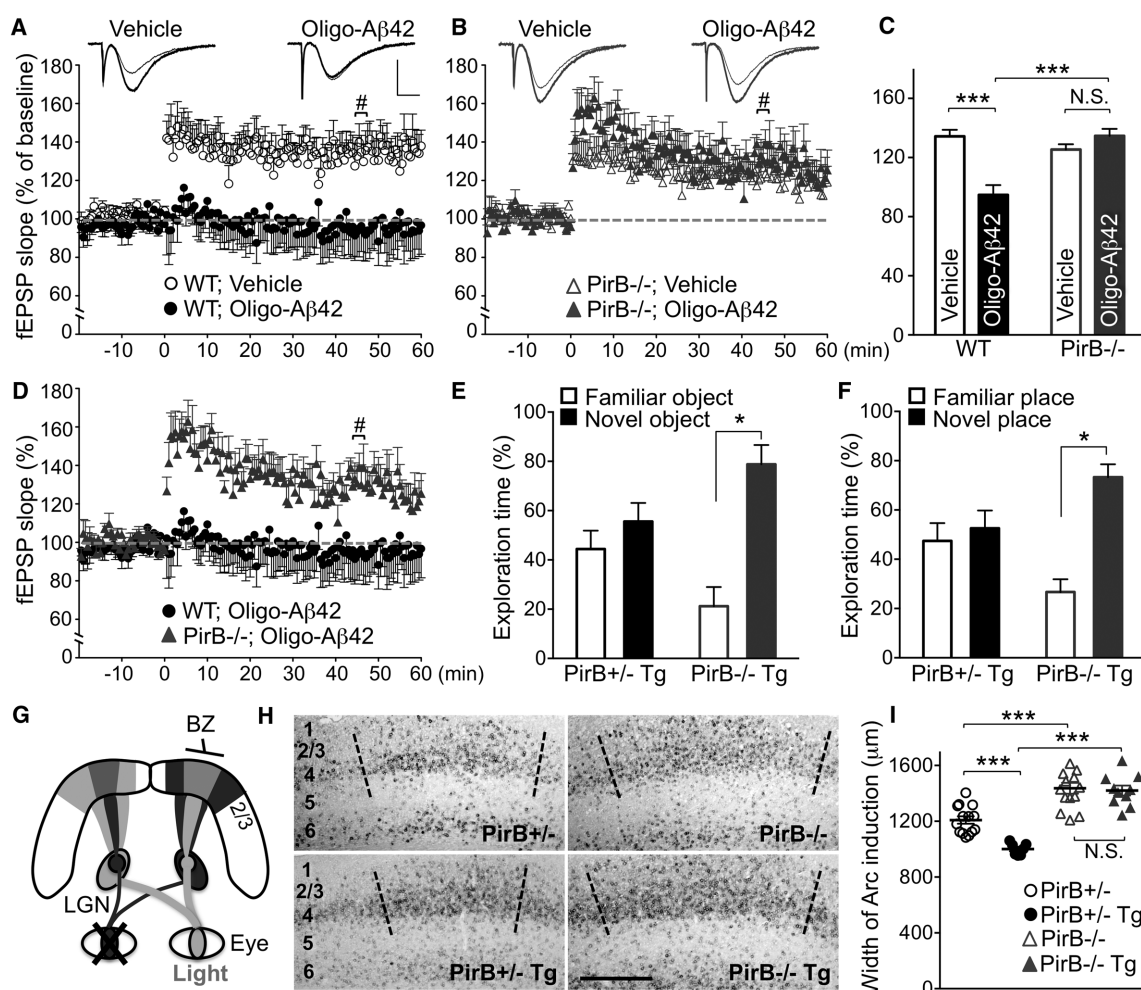 A
Vehicle
Oligo-Aβ42
fEPSP slope (% of baseline)
180
160
140
120
100
80
60
0
#
WT; Vehicle
WT; Oligo-Aβ42
-10
0
10
20
30
40
50
60
B
Vehicle
Oligo-Aβ42
180
160
140
120
100
80
60
0
#
PirB-/-; Vehicle
PirB-/-; Oligo-Aβ42
-10
0
10
20
30
40
50
60
(min)
C
160
120
80
40
0
***
***
N.S.
Vehicle
Oligo-Aβ42
Vehicle
Oligo-Aβ42
WT
PirB-/-
D
fEPSP slope (%)
180
160
140
120
100
80
60
0
#
WT; Oligo-Aβ42
PirB-/-; Oligo-Aβ42
-10
0
10
20
30
40
50
60
(min)
E
Familiar object
Novel object
Exploration time (%)
100
80
60
40
20
0
*
PirB+/- Tg
PirB-/- Tg
F
Familiar place
Novel place
Exploration time (%)
100
80
60
40
20
0
*
PirB+/- Tg
PirB-/- Tg
G
BZ
2/3
LGN
Eye
Light
H
1
2/3
4
5
6
PirB+/-
PirB-/-
1
2/3
4
5
6
PirB+/- Tg
PirB-/- Tg
I
Width of Arc induction (μm)
1600
1200
800
400
0
***
***
***
N.S.
PirB+/-
PirB+/- Tg
PirB-/-
PirB-/- Tg